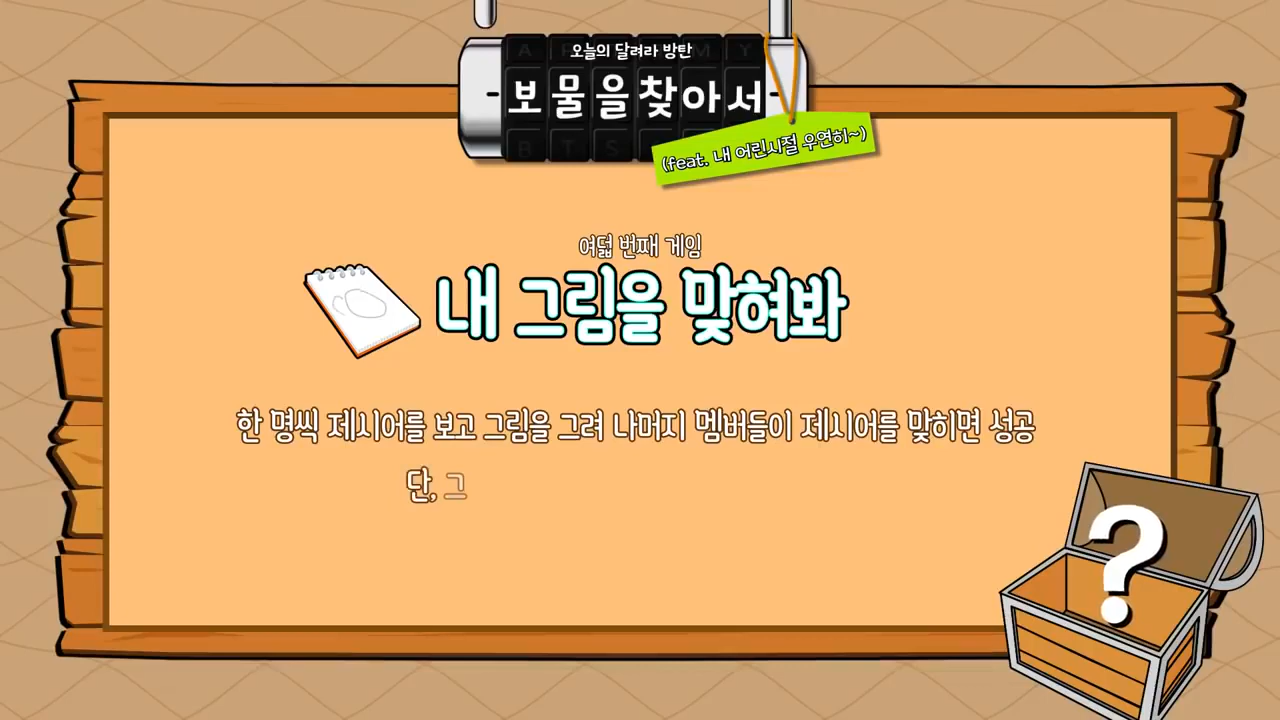 오늘의 달려라 방탄
보물을찾아서
(feat. 내 어린시절 우연히~)
여덟 번째 게임
내 그림을 맞혀봐
한 명씩 제시어를 보고 그림을 그려 나머지 멤버들이 제시어를 맞히면 성공
단, 그
?